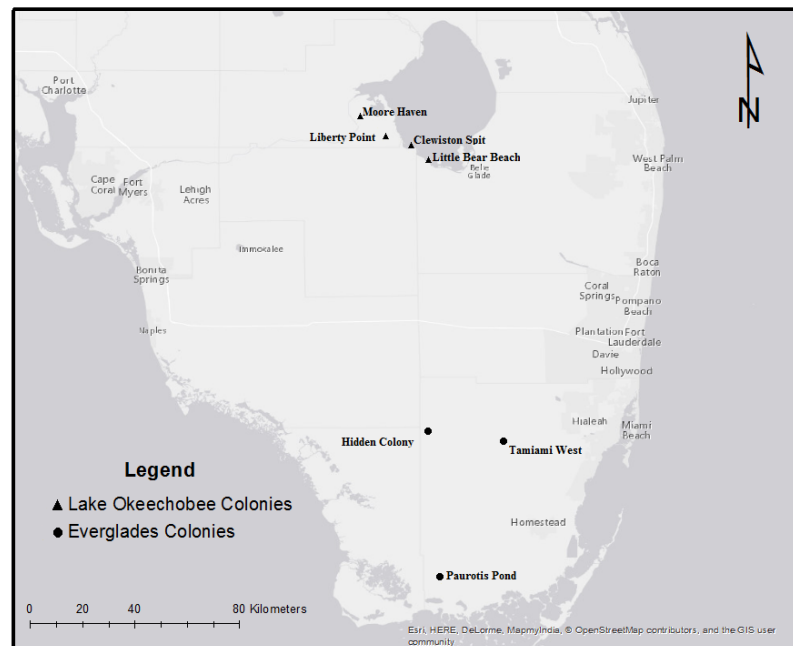 Port
Charlotte
N
Moore Haven
Jupiter
Liberty Point
Clewiston Spit
Little Bear Beach
Belle
Glade
West Palm
Beach
Cape
Coral
Fort
Myers
Lehigh
Acres
Immokalee
Bonita
Springs
Boca
Raton
Coral
Springs
Pompano
Beach
Naples
Plantation
Fort
Lauderdale
Davie
Hollywood
Hialeah
Miami
Beach
Hidden Colony
Tamiami West
Legend
Lake Okeechobee Colonies
Everglades Colonies
Homestead
Paurotis Pond
0 20 40 80 Kilometers
Esri, HERE, DeLorme, MapmyIndia, © OpenStreetMap contributors, and the GIS user
community